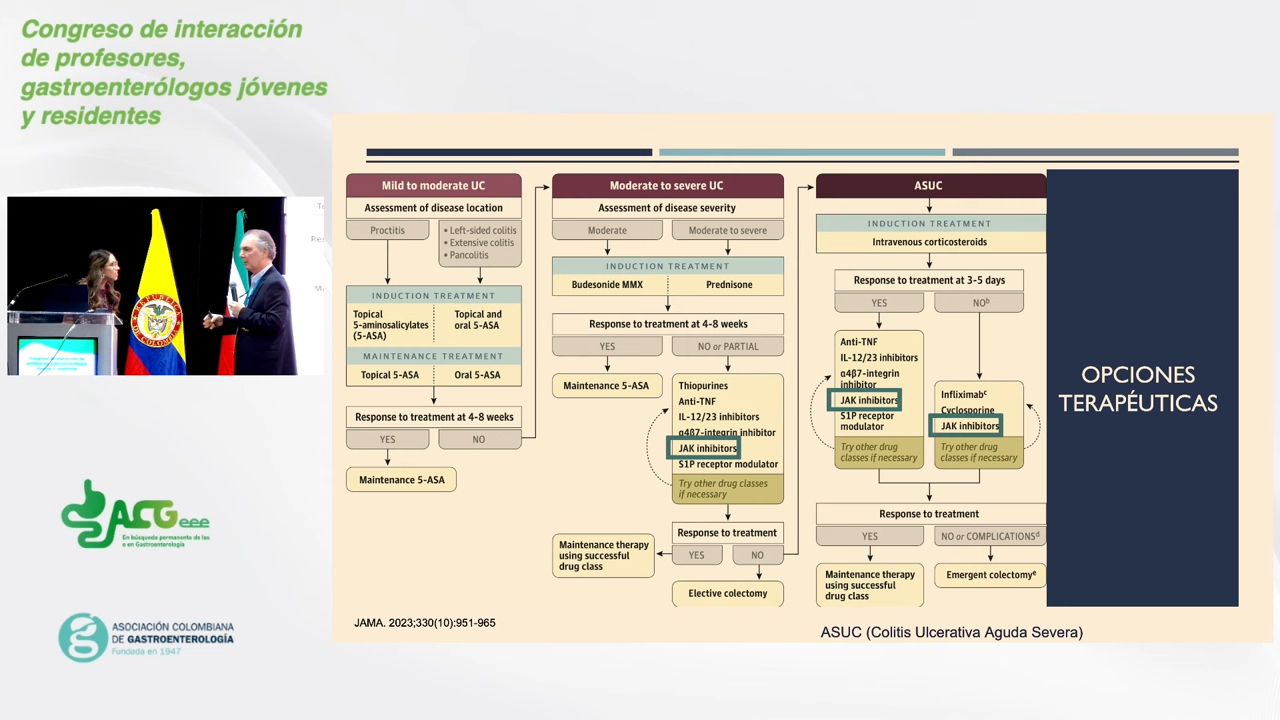 Congreso de interacción
de profesores,
gastroenterólogos jóvenes
y residentes
REPUBLICA
DE COLOMBIA
ACGeee
En búsqueda permanente de las
e en Gastroenterología
ASOCIACIÓN COLOMBIANA
DE GASTROENTEROLOGÍA
Fundada en 1947
Mild to moderate UC
Assessment of disease location
Proctitis
• Left-sided colitis
• Extensive colitis
• Pancolitis
INDUCTION TREATMENT
Topical
5-aminosalicylates
(5-ASA)
Topical and
oral 5-ASA
MAINTENANCE TREATMENT
Topical 5-ASA
Oral 5-ASA
Response to treatment at 4-8 weeks
YES
NO
Maintenance 5-ASA
Moderate to severe UC
Assessment of disease severity
Moderate
Moderate to severe
INDUCTION TREATMENT
Budesonide MMX
Prednisone
Response to treatment at 4-8 weeks
YES
NO or PARTIAL
Maintenance 5-ASA
Thiopurines
Anti-TNF
IL-12/23 inhibitors
α4β7-integrin inhibitor
JAK inhibitors
S1P receptor modulator
Try other drug classes
if necessary
Response to treatment
YES
NO
Maintenance therapy
using successful
drug class
Elective colectomy
ASUC
INDUCTION TREATMENT
Intravenous corticosteroids
Response to treatment at 3-5 days
YES
NOᵇ
Anti-TNF
IL-12/23 inhibitors
α4β7-integrin
inhibitor
JAK inhibitors
S1P receptor
modulator
Try other drug
classes if necessary
Infliximabᶜ
Cyclosporine
JAK inhibitors
Try other drug
classes if necessary
Response to treatment
YES
NO or COMPLICATIONSᵈ
Maintenance therapy
using successful
drug class
Emergent colectomyᵉ
OPCIONES
TERAPÉUTICAS
JAMA. 2023;330(10):951-965
ASUC (Colitis Ulcerativa Aguda Severa)